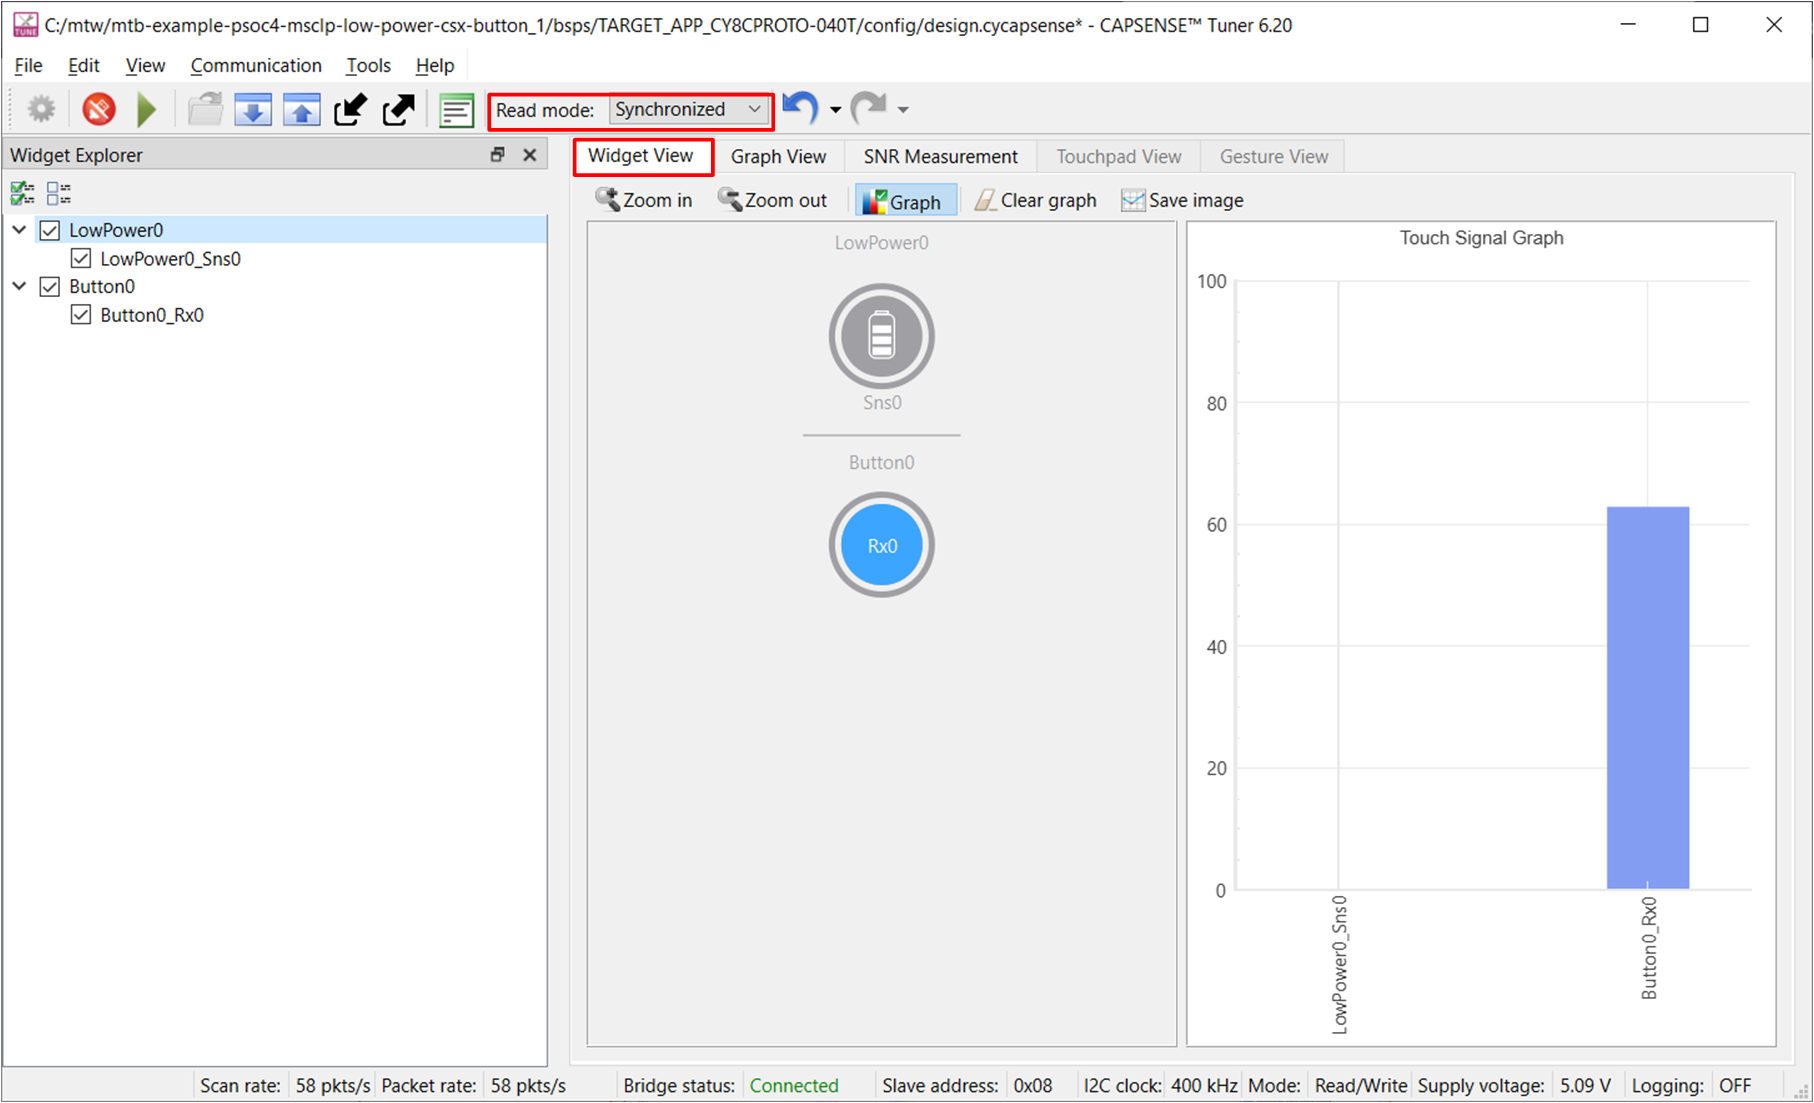 C:/mtw/mtb-example-psoc4-msclp-low-power-csx-button_1/bsps/TARGET_APP_CY8CPROTO-040T/config/design.cycapsense* - CAPSENSE™ Tuner 6.20
File Edit View Communication Tools Help
Read mode: Synchronized
Widget Explorer
LowPower0
LowPower0_Sns0
Button0
Button0_Rx0
Widget View Graph View SNR Measurement Touchpad View Gesture View
Zoom in Zoom out Graph Clear graph Save image
LowPower0
Sns0
Button0
Rx0
Touch Signal Graph
100
80
60
40
20
0
LowPower0_Sns0
Button0_Rx0
Scan rate: 58 pkts/s Packet rate: 58 pkts/s Bridge status: Connected Slave address: 0x08 I2C clock: 400 kHz Mode: Read/Write Supply voltage: 5.09 V Logging: OFF